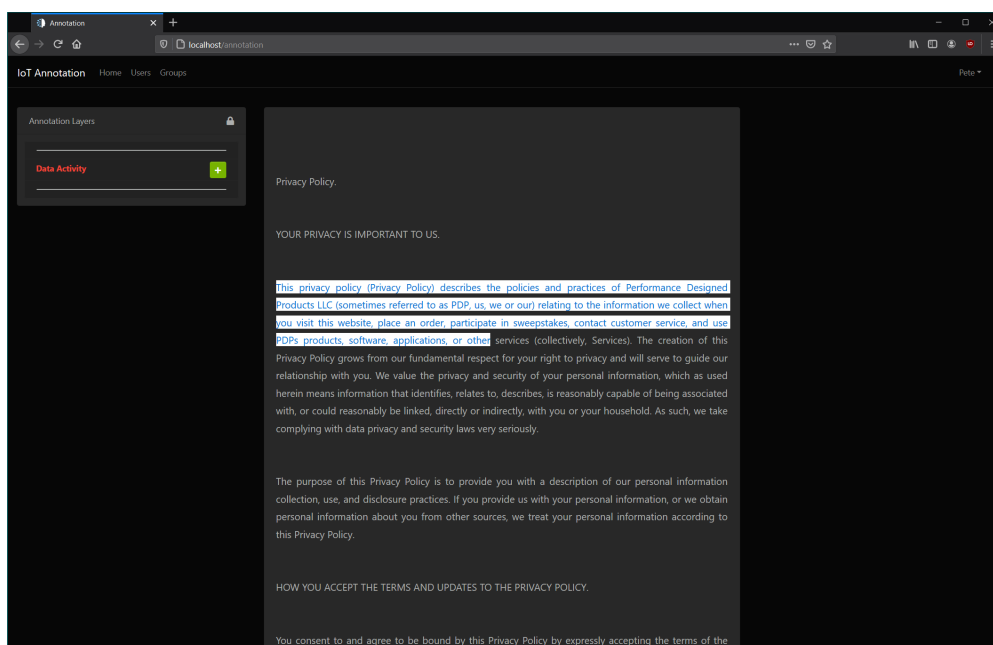 Annotation
localhost/annotation
IoT Annotation Home Users Groups Pete
Annotation Layers
Data Activity
+
Privacy Policy.
YOUR PRIVACY IS IMPORTANT TO US.
This privacy policy (Privacy Policy) describes the policies and practices of Performance Designed
Products LLC (sometimes referred to as PDP, us, we or our) relating to the information we collect when
you visit this website, place an order, participate in sweepstakes, contact customer service, and use
PDPs products, software, applications, or other services (collectively, Services). The creation of this
Privacy Policy grows from our fundamental respect for your right to privacy and will serve to guide our
relationship with you. We value the privacy and security of your personal information, which as used
herein means information that identifies, relates to, describes, is reasonably capable of being associated
with, or could reasonably be linked, directly or indirectly, with you or your household. As such, we take
complying with data privacy and security laws very seriously.
The purpose of this Privacy Policy is to provide you with a description of our personal information
collection, use, and disclosure practices. If you provide us with your personal information, or we obtain
personal information about you from other sources, we treat your personal information according to
this Privacy Policy.
HOW YOU ACCEPT THE TERMS AND UPDATES TO THE PRIVACY POLICY.
You consent to and agree to be bound by this Privacy Policy by expressly accepting the terms of the